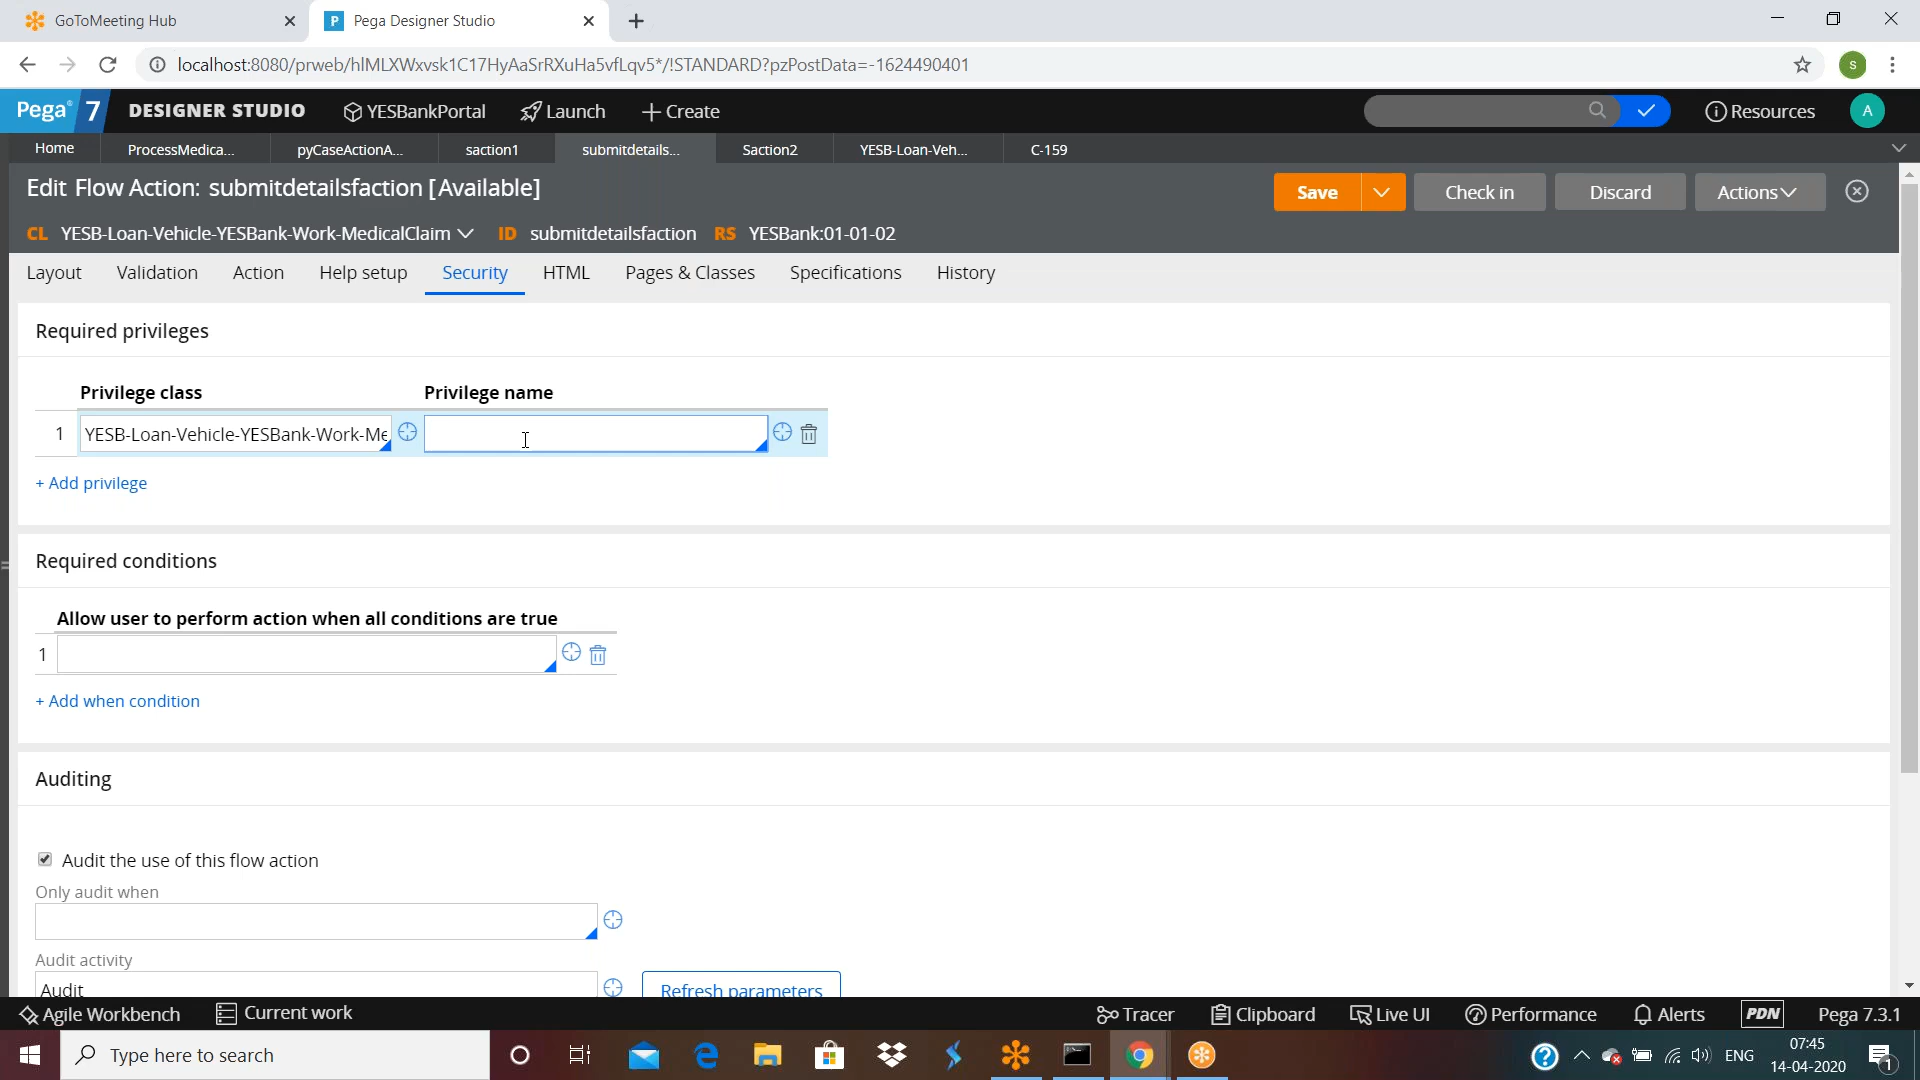 GoToMeeting Hub
P Pega Designer Studio
localhost:8080/prweb/hIMLXWxvsk1C17HyAaSrRXuHa5vfLqv5*/!STANDARD?pzPostData=-1624490401
s
Pega 7 DESIGNER STUDIO YESBankPortal Launch + Create Resources A
Home ProcessMedica... pyCaseActionA... saction1 submitdetails... Saction2 YESB-Loan-Veh... C-159
Edit Flow Action: submitdetailsfaction [Available]
Save Check in Discard Actions
CL YESB-Loan-Vehicle-YESBank-Work-MedicalClaim ID submitdetailsfaction RS YESBank:01-01-02
Layout Validation Action Help setup Security HTML Pages & Classes Specifications History
Required privileges
Privilege class Privilege name
1 YESB-Loan-Vehicle-YESBank-Work-Me
+ Add privilege
Required conditions
Allow user to perform action when all conditions are true
1
+ Add when condition
Auditing
Audit the use of this flow action
Only audit when
Audit activity
Audit Refresh parameters
Agile Workbench Current work Tracer Clipboard Live UI Performance Alerts PDN Pega 7.3.1
Type here to search
ENG
07:45
14-04-2020
1